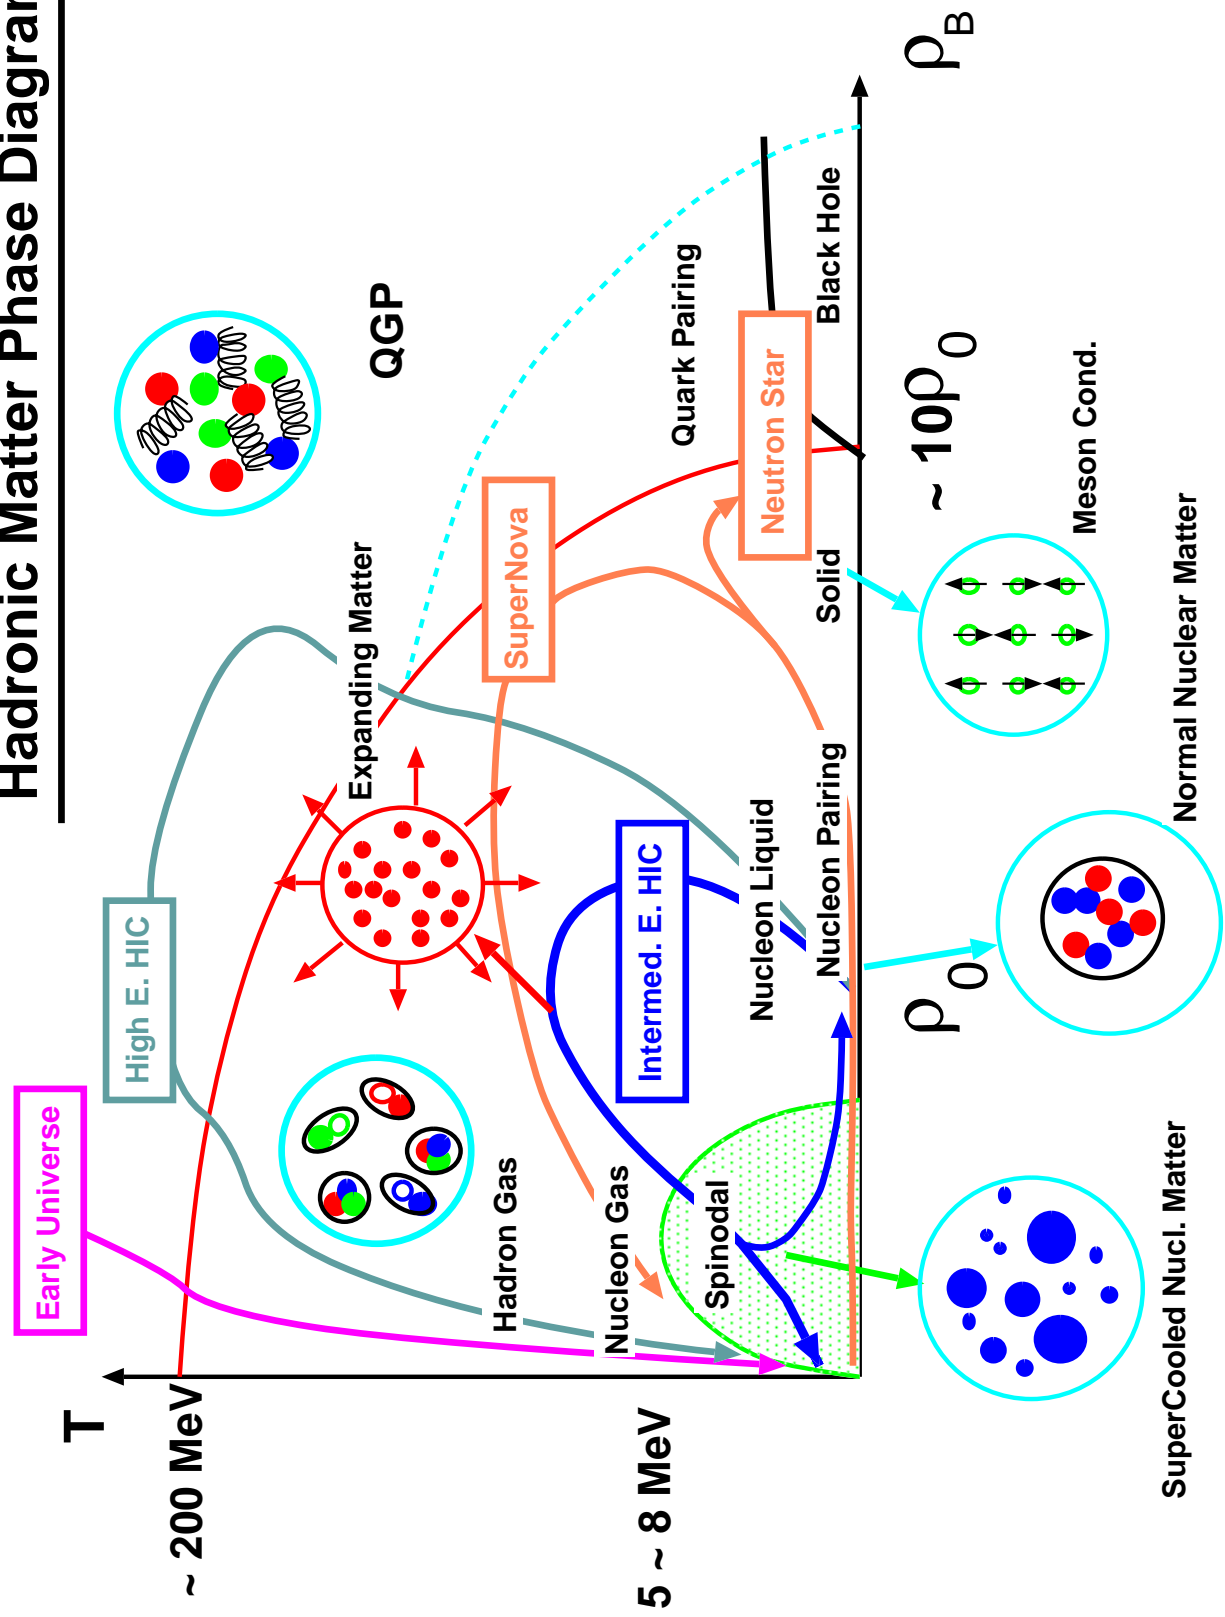 Hadronic Matter Phase Diagram
T
~ 200 MeV
5 ~ 8 MeV
Early Universe
High E. HIC
QGP
Expanding Matter
SuperNova
Quark Pairing
Neutron Star
Black Hole
Hadron Gas
Nucleon Gas
Intermed. E. HIC
Nucleon Liquid
Nucleon Pairing
Solid
Spinodal
ρ0
~ 10ρ0
ρB
Meson Cond.
Normal Nuclear Matter
SuperCooled Nucl. Matter